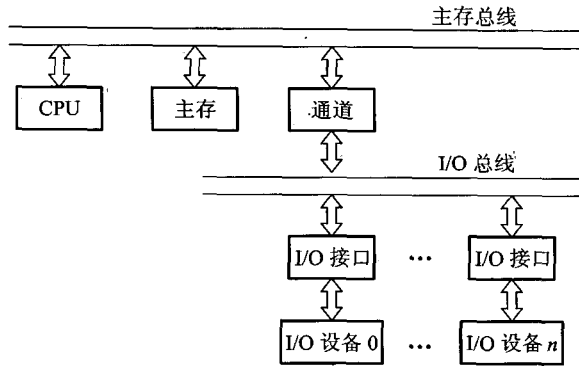 主存总线
CPU
主存
通道
I/O 总线
I/O 接口 … I/O 接口
I/O 设备 0 … I/O 设备 n